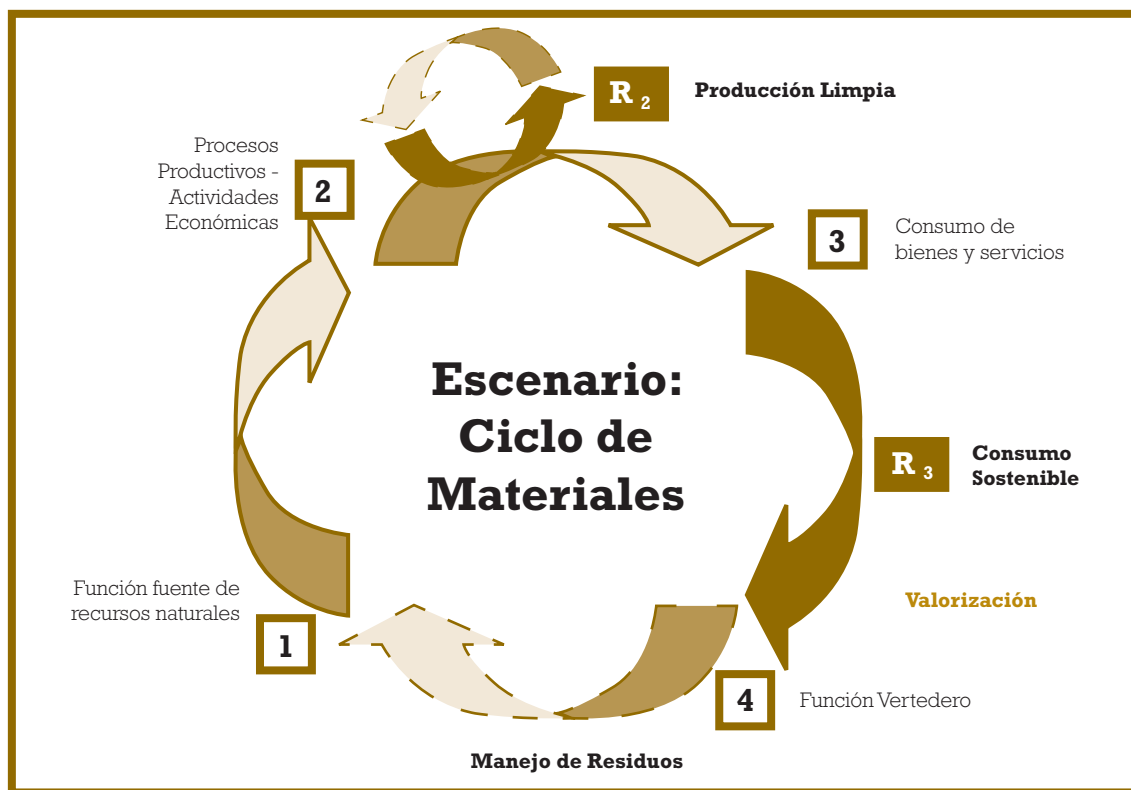 R 2
Producción Limpia
Procesos
Productivos -
Actividades
Económicas
2
3
Consumo de
bienes y servicios
Escenario:
Ciclo de
Materiales
R 3
Consumo
Sostenible
Función fuente de
recursos naturales
1
Valorización
4
Función Vertedero
Manejo de Residuos